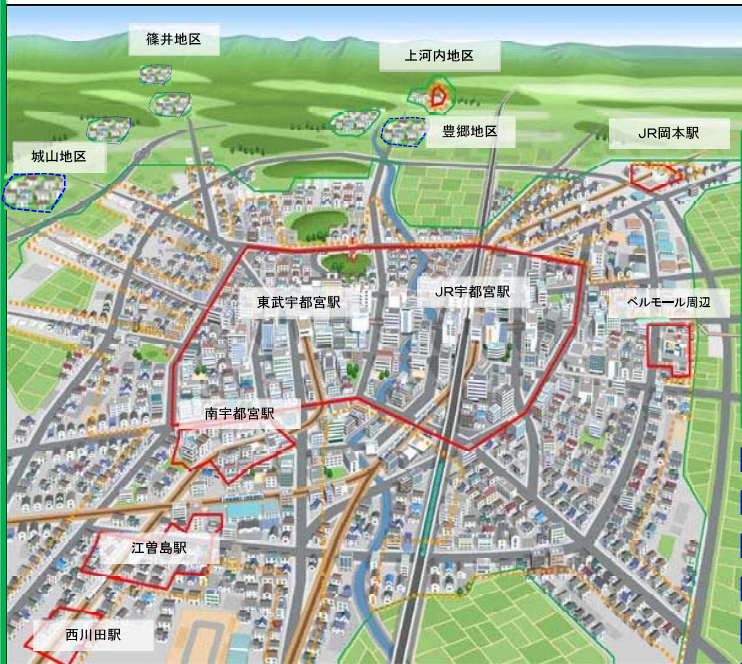 篠井地区
上河内地区
豊郷地区
JR岡本駅
城山地区
東武宇都宮駅
JR宇都宮駅
ベルモール周辺
南宇都宮駅
江曽島駅
西川田駅